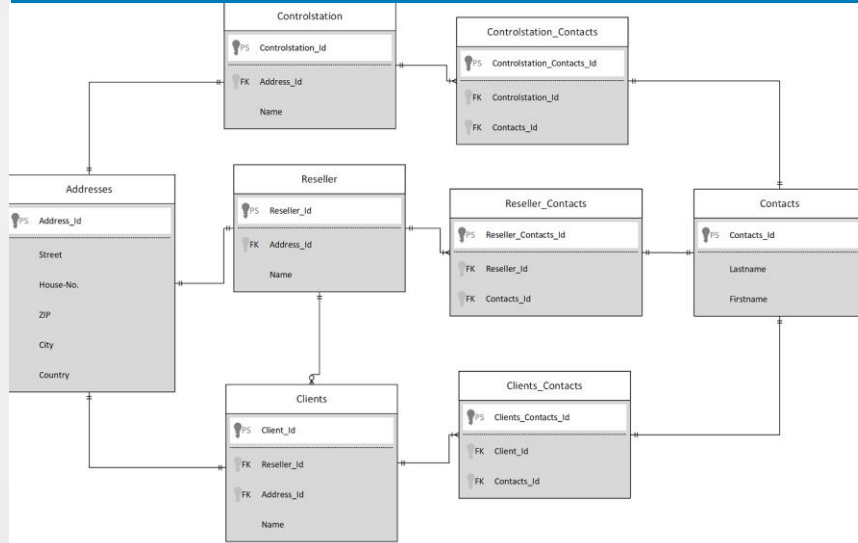 Controlstation
PS Controlstation_Id
FK Address_Id
Name
Controlstation_Contacts
PS Controlstation_Contacts_Id
FK Controlstation_Id
FK Contacts_Id
Addresses
PS Address_Id
Street
House-No.
ZIP
City
Country
Reseller
PS Reseller_Id
FK Address_Id
Name
Reseller_Contacts
PS Reseller_Contacts_Id
FK Reseller_Id
FK Contacts_Id
Contacts
PS Contacts_Id
Lastname
Firstname
Clients
PS Client_Id
FK Reseller_Id
FK Address_Id
Name
Clients_Contacts
PS Clients_Contacts_Id
FK Client_Id
FK Contacts_Id